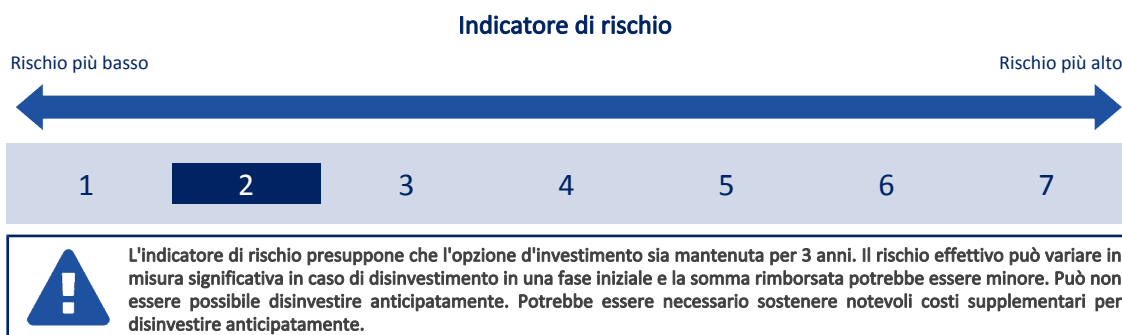 Indicatore di rischio
Rischio più basso
Rischio più alto
1 2 3 4 5 6 7
L'indicatore di rischio presuppone che l'opzione d'investimento sia mantenuta per 3 anni. Il rischio effettivo può variare in
misura significativa in caso di disinvestimento in una fase iniziale e la somma rimborsata potrebbe essere minore. Può non
essere possibile disinvestire anticipatamente. Potrebbe essere necessario sostenere notevoli costi supplementari per
disinvestire anticipatamente.